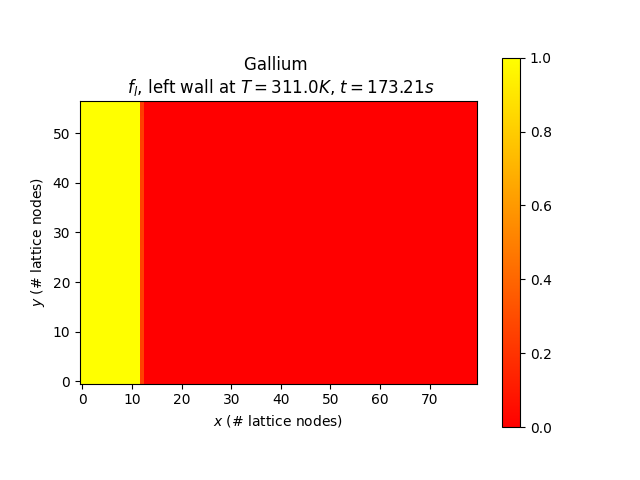 Gallium
f_l, left wall at T = 311.0K, t = 173.21s
y (# lattice nodes)
50
40
30
20
10
0
0 10 20 30 40 50 60 70
x (# lattice nodes)
1.0
0.8
0.6
0.4
0.2
0.0